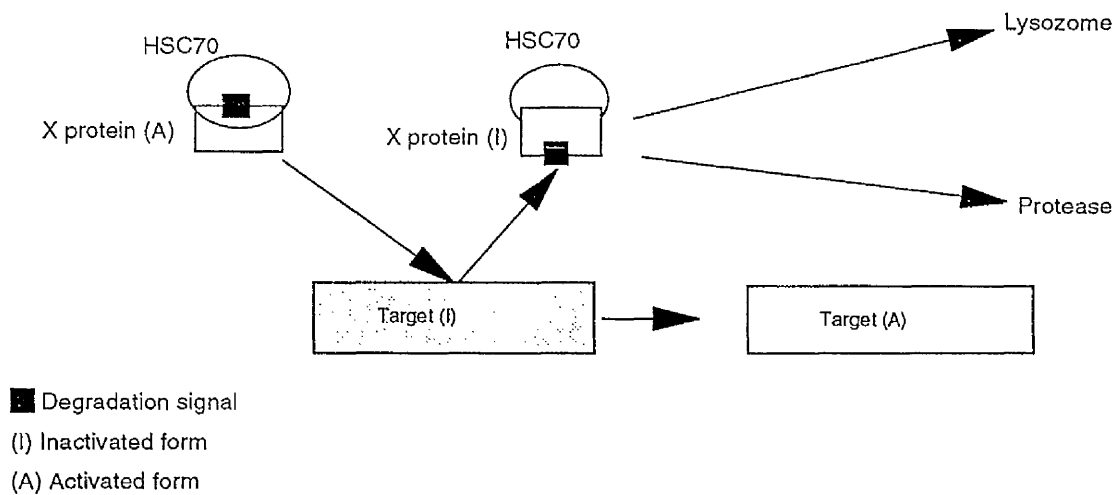 Lysozome
HSC70
HSC70
X protein (A)
X protein (I)
Protease
Target (I)
Target (A)
Degradation signal
(I) Inactivated form
(A) Activated form